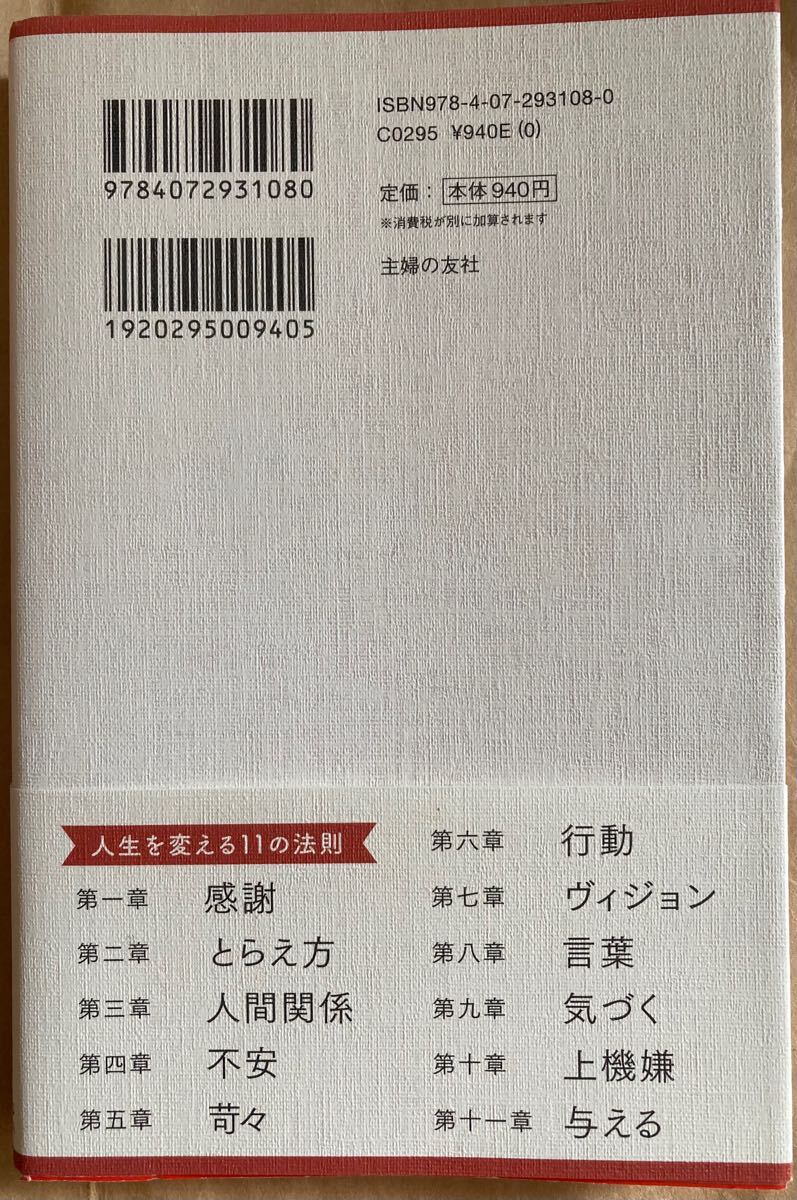 ISBN978-4-07-293108-0
C0295 ¥940E (0)
9784072931080
定価：本体940円
※消費税が別に加算されます
主婦の友社
1920295009405
人生を変える11の法則
第一章 感謝
第二章 とらえ方
第三章 人間関係
第四章 不安
第五章 苛々
第六章 行動
第七章 ヴィジョン
第八章 言葉
第九章 気づく
第十章 上機嫌
第十一章 与える